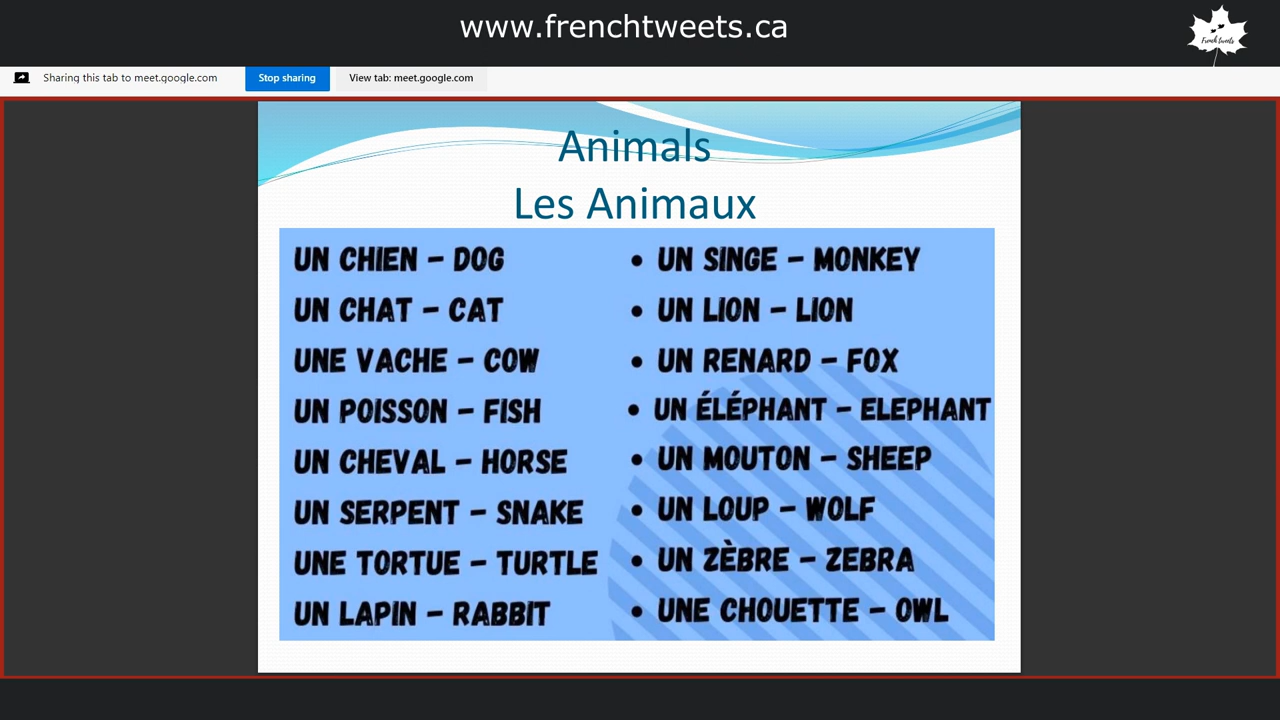 www.frenchtweets.ca
French tweets
Sharing this tab to meet.google.com
Stop sharing
View tab: meet.google.com
Animals
Les Animaux
UN CHIEN – DOG
UN CHAT – CAT
UNE VACHE – COW
UN POISSON – FISH
UN CHEVAL – HORSE
UN SERPENT – SNAKE
UNE TORTUE – TURTLE
UN LAPIN – RABBIT
• UN SINGE – MONKEY
• UN LION – LION
• UN RENARD – FOX
• UN ÉLÉPHANT – ELEPHANT
• UN MOUTON – SHEEP
• UN LOUP – WOLF
• UN ZÈBRE – ZEBRA
• UNE CHOUETTE – OWL